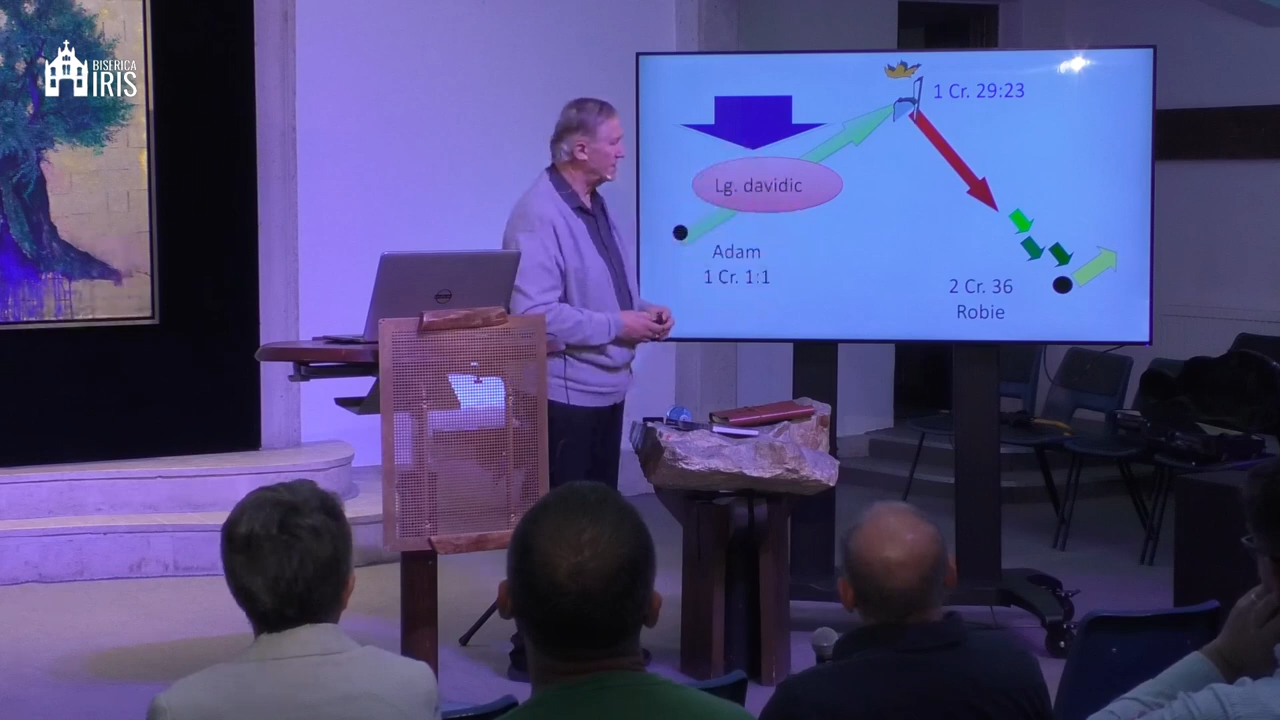 BISERICA
IRIS
1 Cr. 29:23
Lg. davidic
Adam
1 Cr. 1:1
2 Cr. 36
Robie